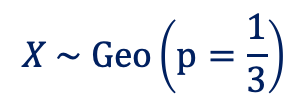 X ~ Geo (p = 1/3)